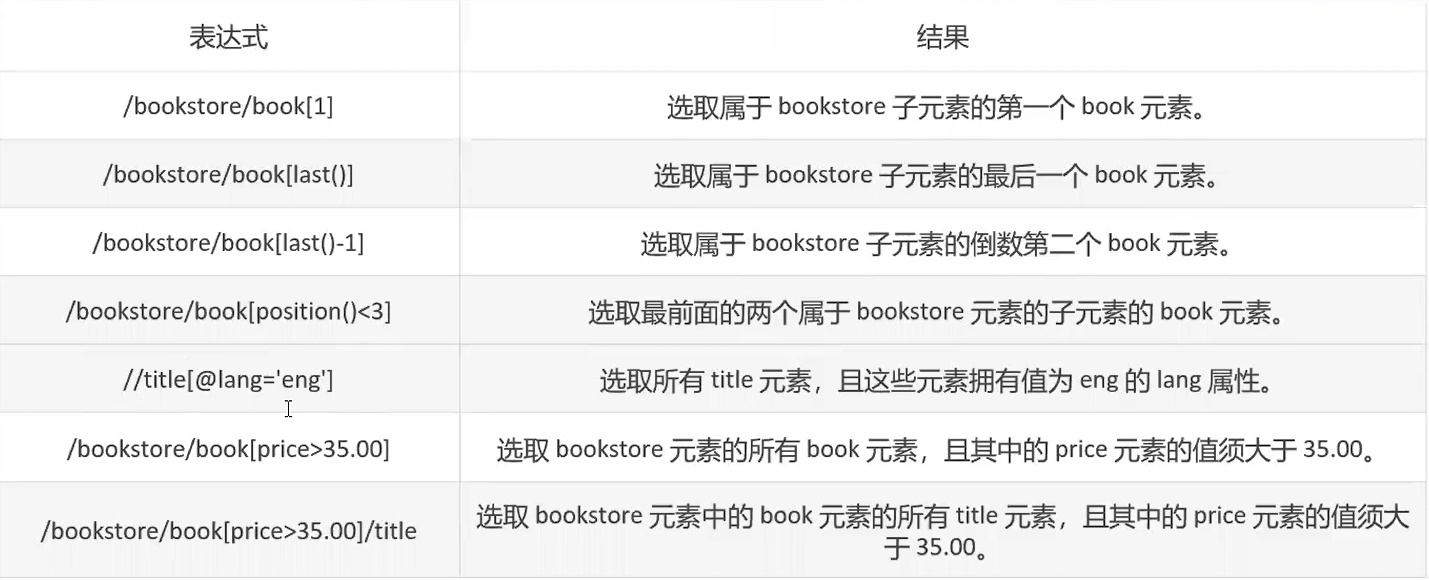 表达式 结果
/bookstore/book[1] 选取属于 bookstore 子元素的第一个 book 元素。
/bookstore/book[last()] 选取属于 bookstore 子元素的最后一个 book 元素。
/bookstore/book[last()-1] 选取属于 bookstore 子元素的倒数第二个 book 元素。
/bookstore/book[position()<3] 选取最前面的两个属于 bookstore 元素的子元素的 book 元素。
//title[@lang='eng'] 选取所有 title 元素，且这些元素拥有值为 eng 的 lang 属性。
/bookstore/book[price>35.00] 选取 bookstore 元素的所有 book 元素，且其中的 price 元素的值须大于 35.00。
/bookstore/book[price>35.00]/title 选取 bookstore 元素中的 book 元素的所有 title 元素，且其中的 price 元素的值须大
于 35.00。